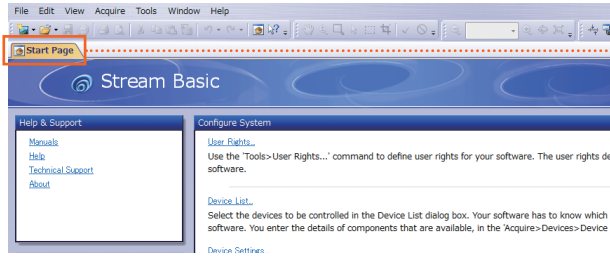 File Edit View Acquire Tools Window Help
Start Page
Stream Basic
Help & Support
Manuals
Help
Technical Support
About
Configure System
User Rights...
Use the 'Tools>User Rights...' command to define user rights for your software. The user rights de
software.
Device List...
Select the devices to be controlled in the Device List dialog box. Your software has to know which
software. You enter the details of components that are available, in the 'Acquire>Devices>Device
Device Settings...